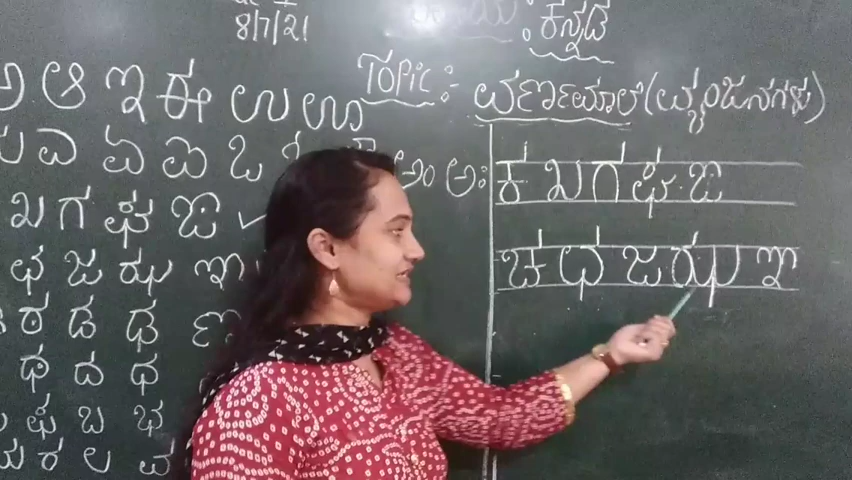 8/7/21
ಕನ್ನಡ
Topic :- ವರ್ಣಮಾಲೆ (ವ್ಯಂಜನಗಳು)
ಅ ಆ ಇ ಈ ಉ ಊ
ಎ ಏ ಐ ಒ ಅಂ ಅಃ
ಖ ಗ ಘ ಙ
ಛ ಜ ಝ ಞ
ಠ ಡ ಢ ಣ
ಥ ದ ಧ
ಫ ಬ ಭ
ಯ ರ ಲ ವ
ಕ ಖ ಗ ಘ ಙ
ಚ ಛ ಜ ಝ ಞ